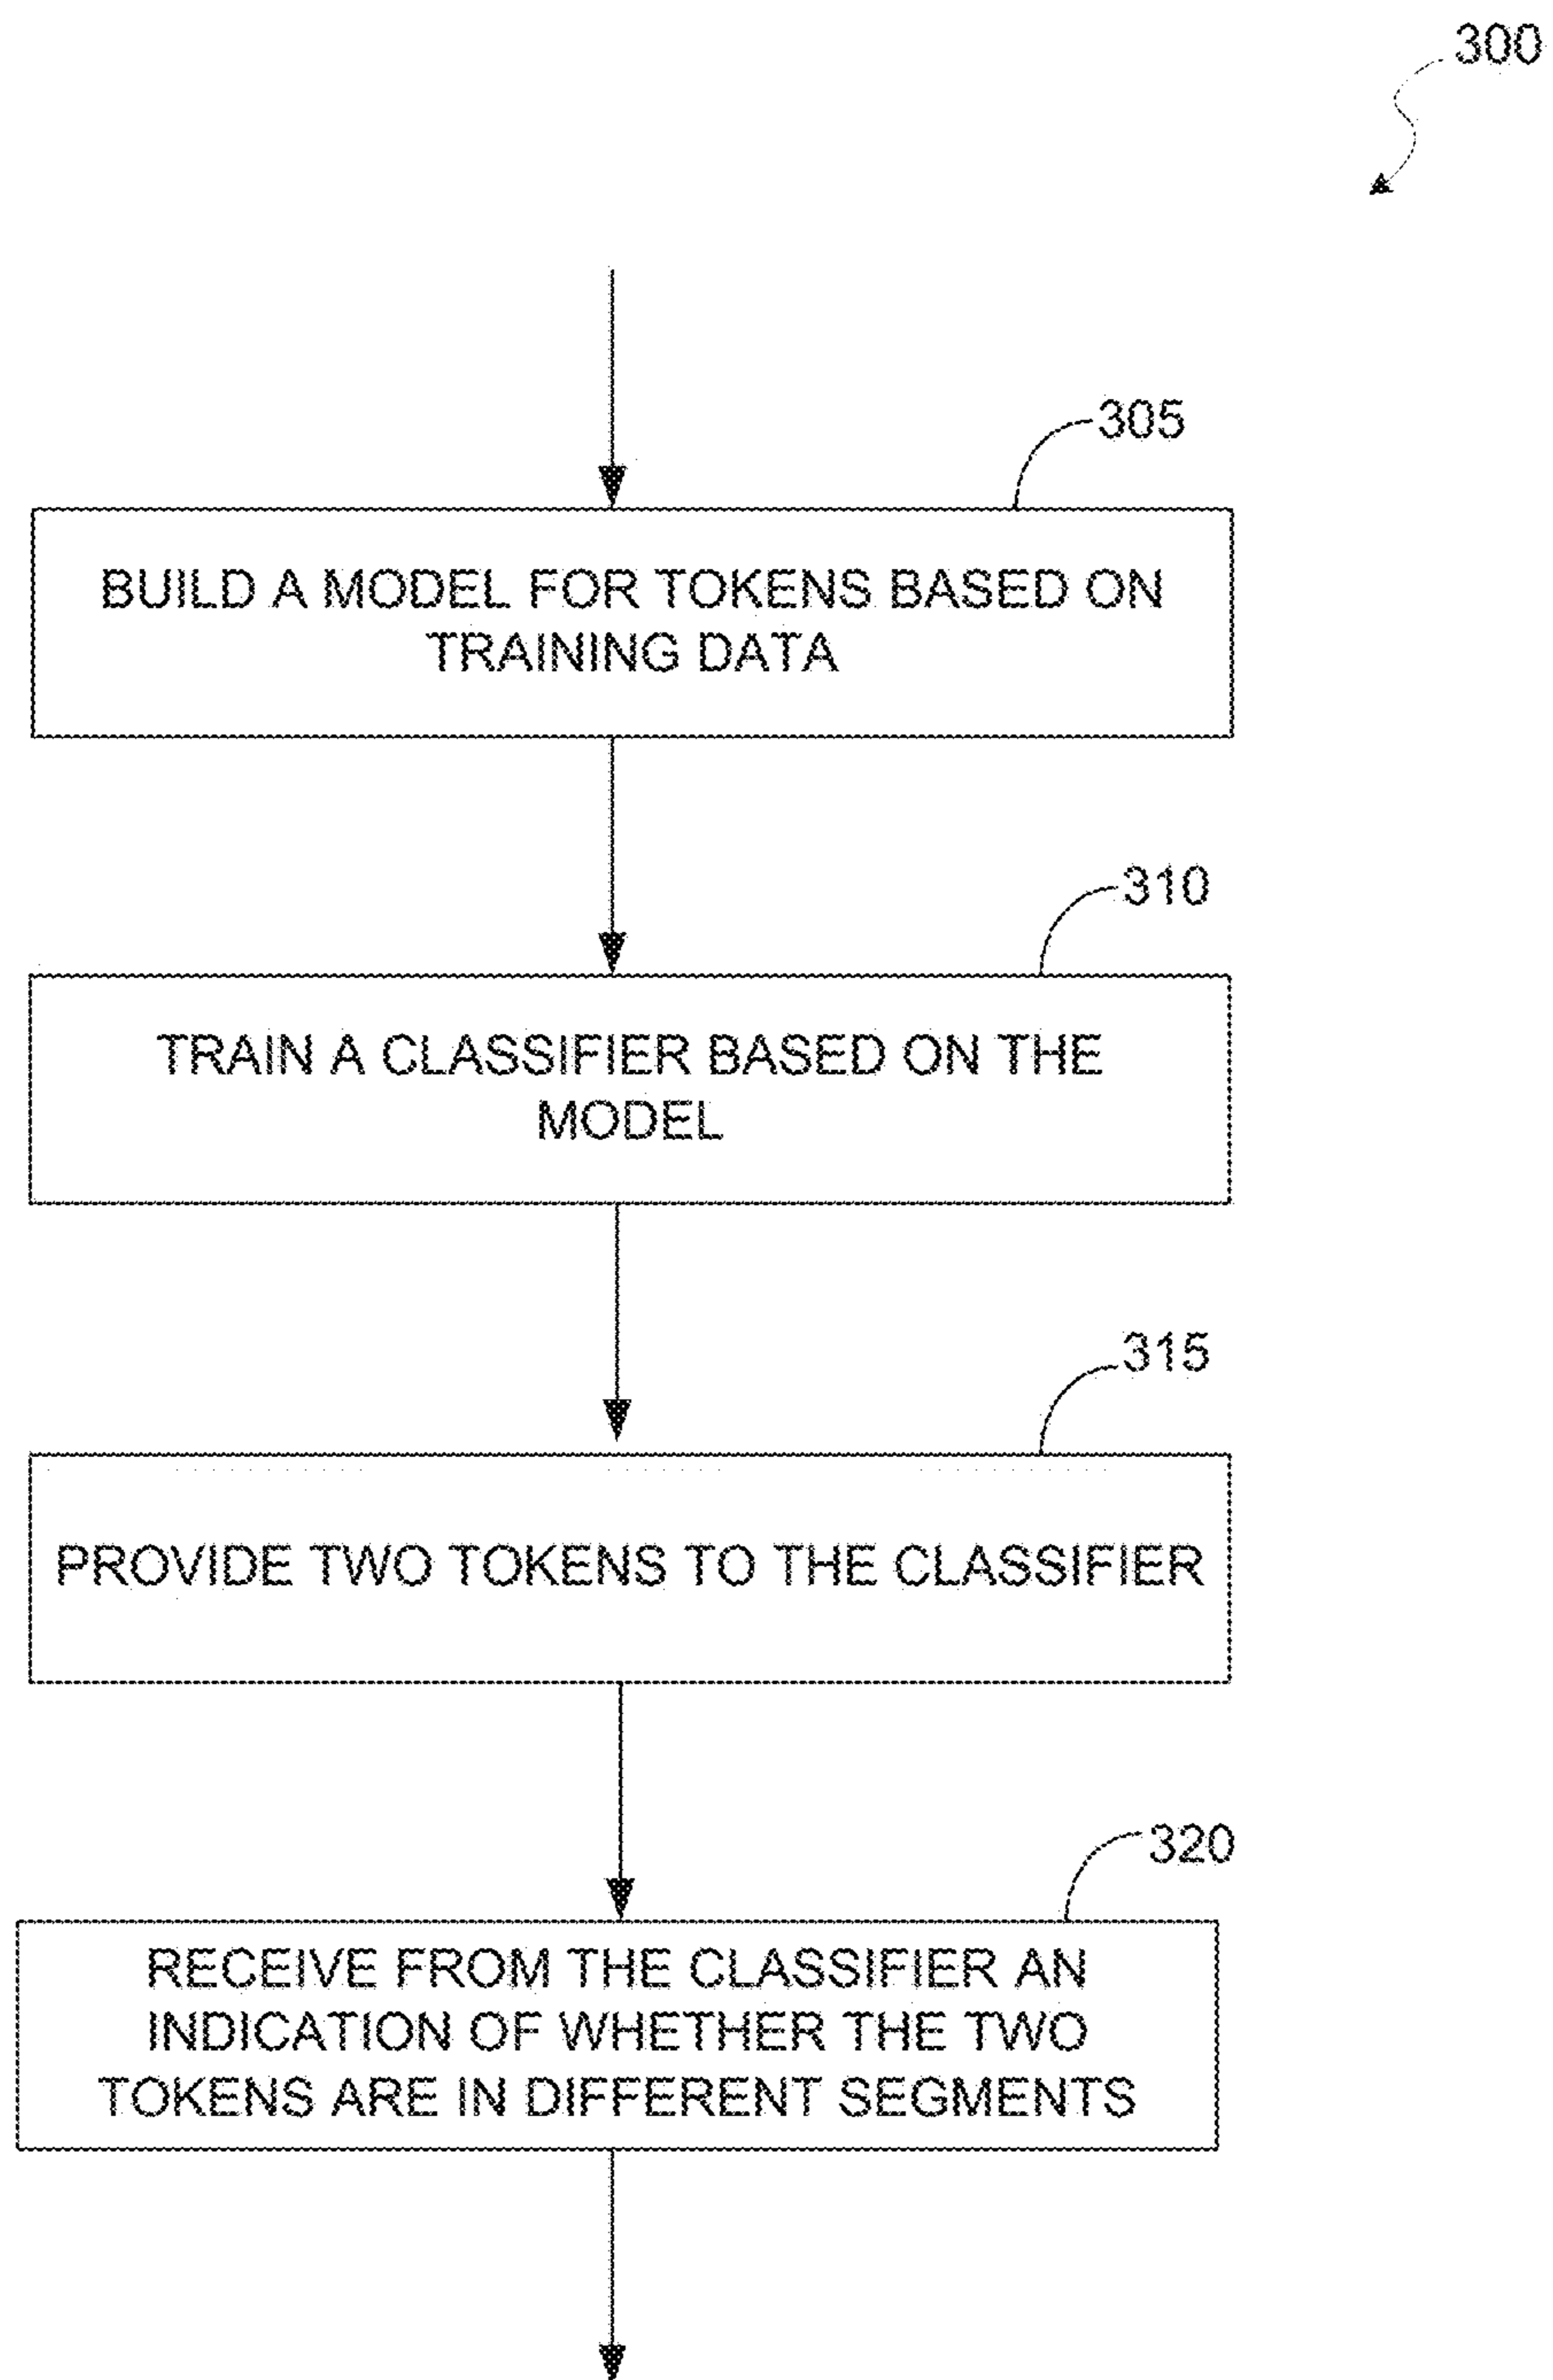 300
305
BUILD A MODEL FOR TOKENS BASED ON
TRAINING DATA
310
TRAIN A CLASSIFIER BASED ON THE
MODEL
315
PROVIDE TWO TOKENS TO THE CLASSIFIER
320
RECEIVE FROM THE CLASSIFIER AN
INDICATION OF WHETHER THE TWO
TOKENS ARE IN DIFFERENT SEGMENTS